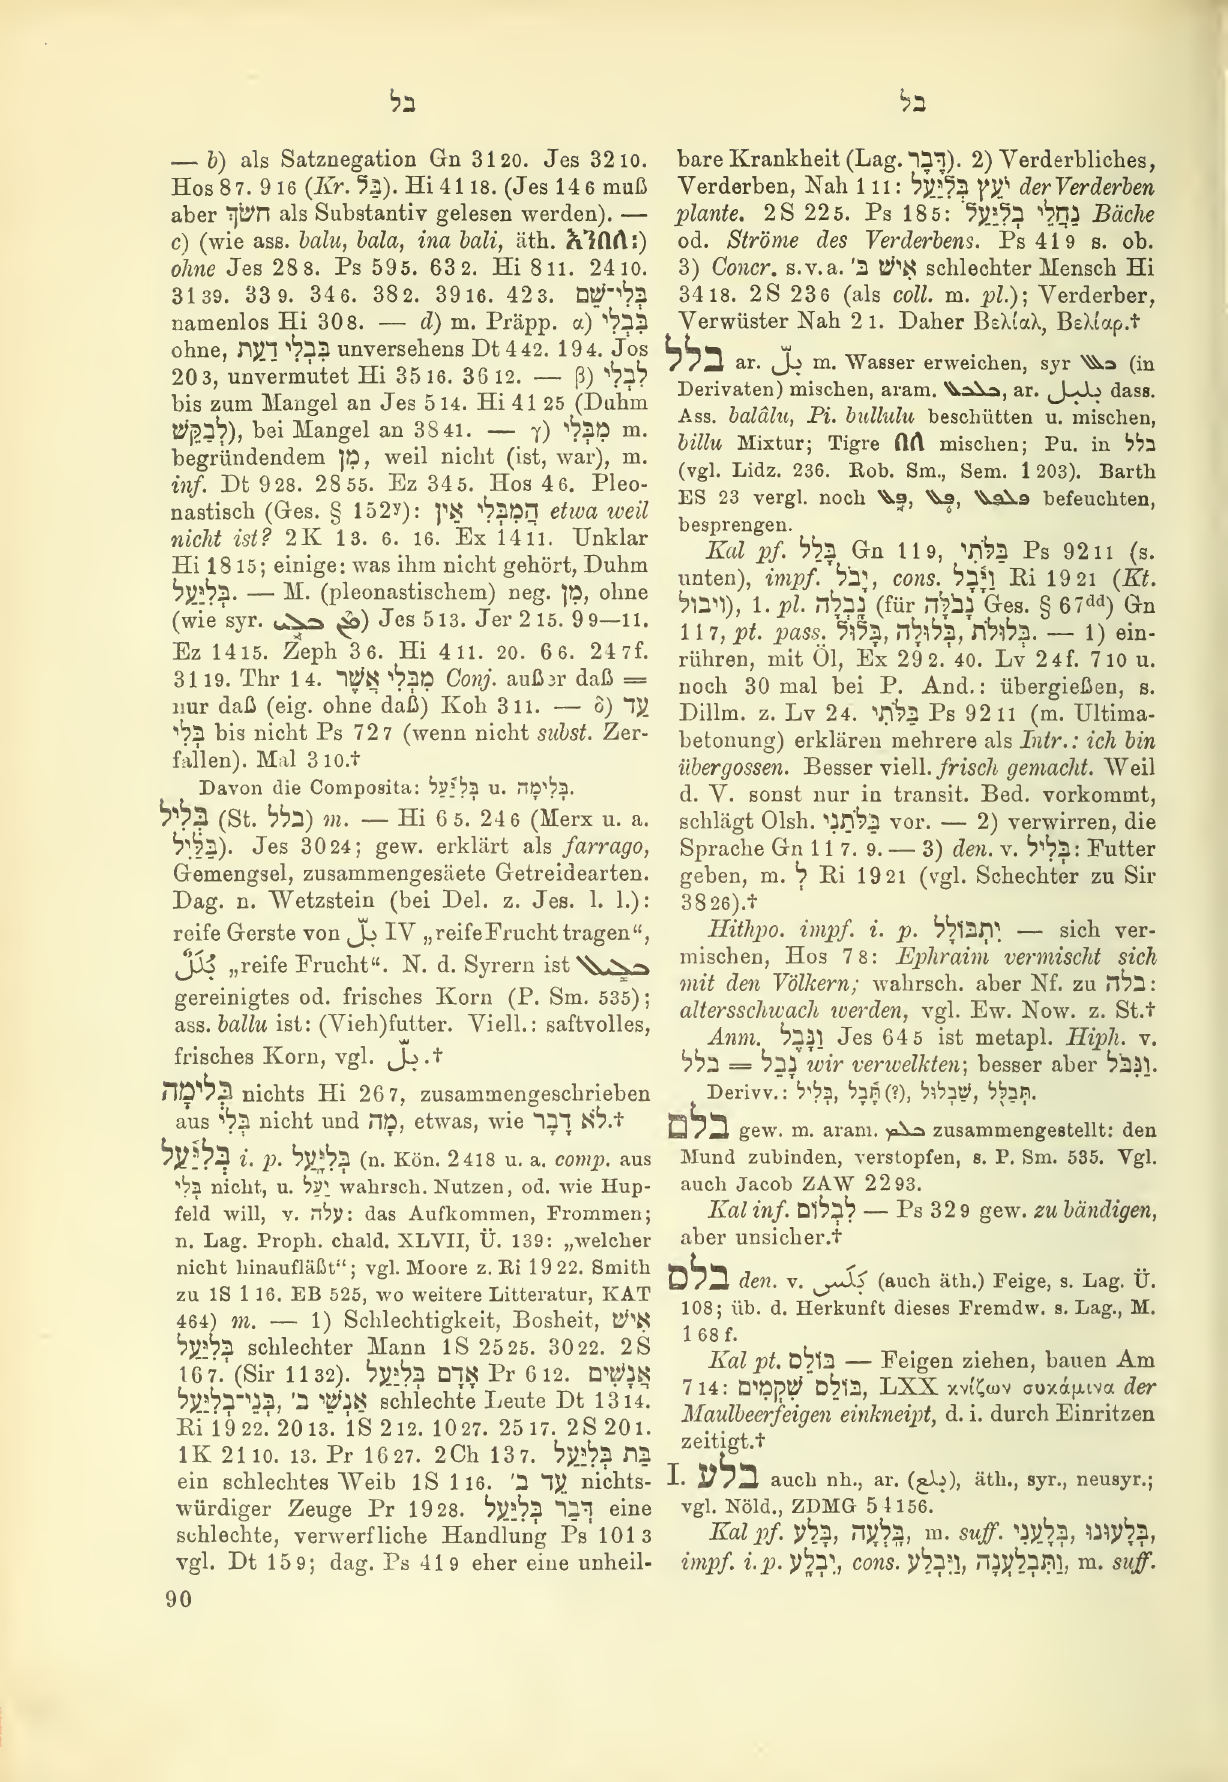 בל
בל
— b) als Satznegation Gn 31 20. Jes 32 10.
Hos 8 7. 9 16 (Kr. בַּל). Hi 41 18. (Jes 14 6 muß
aber חשׂך als Substantiv gelesen werden). —
c) (wie ass. balu, bala, ina bali, äth. እንበለ፡)
ohne Jes 28 8. Ps 59 5. 63 2. Hi 8 11. 24 10.
31 39. 33 9. 34 6. 38 2. 39 16. 42 3. בְּלִי־שֵׁם
namenlos Hi 30 8. — d) m. Präpp. α) בִּבְלִי
ohne, בִּבְלִי דַעַת unversehens Dt 4 42. 19 4. Jos
20 3, unvermutet Hi 35 16. 36 12. — β) לִבְלִי
bis zum Mangel an Jes 5 14. Hi 41 25 (Duhm
לְבַקֵּשׁ), bei Mangel an 38 41. — γ) מִבְּלִי m.
begründendem מִן, weil nicht (ist, war), m.
inf. Dt 9 28. 28 55. Ez 34 5. Hos 4 6. Pleo-
nastisch (Ges. § 152y): הֲמִבְּלִי אֵין etwa weil
nicht ist? 2K 1 3. 6. 16. Ex 14 11. Unklar
Hi 18 15; einige: was ihm nicht gehört, Duhm
בְּלִיַּעַל. — M. (pleonastischem) neg. מִן, ohne
(wie syr. ) Jes 5 13. Jer 2 15. 9 9—11.
Ez 14 15. Zeph 3 6. Hi 4 11. 20. 6 6. 24 7 f.
31 19. Thr 1 4. מִבְּלִי אֲשֶׁר Conj. außer daß =
nur daß (eig. ohne daß) Koh 3 11. — δ) עַד
בְּלִי bis nicht Ps 72 7 (wenn nicht subst. Zer-
fallen). Mal 3 10.†
Davon die Composita: בְּלִיַּעַל u. בְּלִימָה.
בְּלִיל (St. בלל) m. — Hi 6 5. 24 6 (Merx u. a.
בַּלַּיִל). Jes 30 24; gew. erklärt als farrago,
Gemengsel, zusammengesäete Getreidearten.
Dag. n. Wetzstein (bei Del. z. Jes. l. l.):
reife Gerste von بلّ IV „reife Frucht tragen“,
„reife Frucht“. N. d. Syrern ist
gereinigtes od. frisches Korn (P. Sm. 535);
ass. ballu ist: (Vieh)futter. Viell.: saftvolles,
frisches Korn, vgl. بلّ.†
בְּלִימָה nichts Hi 26 7, zusammengeschrieben
aus בְּלִי nicht und מָה, etwas, wie לֹא דָבָר.†
בְּלִיַּעַל i. p. בְּלִיָּעַל (n. Kön. 2 418 u. a. comp. aus
בְּלִי nicht, u. יַעַל wahrsch. Nutzen, od. wie Hup-
feld will, v. עלה: das Aufkommen, Frommen;
n. Lag. Proph. chald. XLVII, Ü. 139: „welcher
nicht hinaufläßt“; vgl. Moore z. Ri 19 22. Smith
zu 1S 1 16. EB 525, wo weitere Litteratur, KAT
464) m. — 1) Schlechtigkeit, Bosheit, אִישׁ
בְּלִיַּעַל schlechter Mann 1S 25 25. 30 22. 2S
16 7. (Sir 11 32). אָדָם בְּלִיַּעַל Pr 6 12. אֲנָשִׁים
בְּנֵי־בְלִיַּעַל, אַנְשֵׁי ב׳ schlechte Leute Dt 13 14.
Ri 19 22. 20 13. 1S 2 12. 10 27. 25 17. 2S 20 1.
1K 21 10. 13. Pr 16 27. 2Ch 13 7. בַּת בְּלִיַּעַל
ein schlechtes Weib 1S 1 16. עֵד ב׳ nichts-
würdiger Zeuge Pr 19 28. דְּבַר בְּלִיַּעַל eine
schlechte, verwerfliche Handlung Ps 101 3
vgl. Dt 15 9; dag. Ps 41 9 eher eine unheil-
bare Krankheit (Lag. דֶּבֶר). 2) Verderbliches,
Verderben, Nah 1 11: יֹעֵץ בְּלִיַּעַל der Verderben
plante. 2S 22 5. Ps 18 5: נַחֲלֵי בְלִיַּעַל Bäche
od. Ströme des Verderbens. Ps 41 9 s. ob.
3) Concr. s. v. a. אִישׁ ב׳ schlechter Mensch Hi
34 18. 2S 23 6 (als coll. m. pl.); Verderber,
Verwüster Nah 2 1. Daher Βελίαλ, Βελίαρ.†
בלל ar. بلّ m. Wasser erweichen, syr (in
Derivaten) mischen, aram. , ar. dass.
Ass. balâlu, Pi. bullulu beschütten u. mischen,
billu Mixtur; Tigre mischen; Pu. in בלל
(vgl. Lidz. 236. Rob. Sm., Sem. 1 203). Barth
ES 23 vergl. noch befeuchten,
besprengen.
Kal pf. בָּלַל Gn 11 9, בַּלֹּתִי Ps 92 11 (s.
unten), impf. יָבֹל, cons. וַיָּבָל Ri 19 21 (Kt.
ויבול), 1. pl. נָבְלָה (für נָבֹלָּה Ges. § 67dd) Gn
11 7, pt. pass. בָּלוּל, בְּלוּלָה, בְּלוּלֹת. — 1) ein-
rühren, mit Öl, Ex 29 2. 40. Lv 2 4 f. 7 10 u.
noch 30 mal bei P. And.: übergießen, s.
Dillm. z. Lv 2 4. בַּלֹּתִי Ps 92 11 (m. Ultima-
betonung) erklären mehrere als Intr.: ich bin
übergossen. Besser viell. frisch gemacht. Weil
d. V. sonst nur in transit. Bed. vorkommt,
schlägt Olsh. בַּלֹּתַנִי vor. — 2) verwirren, die
Sprache Gn 11 7. 9. — 3) den. v. בְּלִיל: Futter
geben, m. לְ Ri 19 21 (vgl. Schechter zu Sir
38 26).†
Hithpo. impf. i. p. יִתְבּוֹלָל — sich ver-
mischen, Hos 7 8: Ephraim vermischt sich
mit den Völkern; wahrsch. aber Nf. zu בלה:
altersschwach werden, vgl. Ew. Now. z. St.†
Anm. וַנָּבֶל Jes 64 5 ist metapl. Hiph. v.
בלל = נָבֵל wir verwelkten; besser aber וַנִּבֹּל.
Derivv.: בְּלִיל, תֶּבֶל (?), שַׁבְלוּל, תְּבַלֻּל.
בלם gew. m. aram. zusammengestellt: den
Mund zubinden, verstopfen, s. P. Sm. 535. Vgl.
auch Jacob ZAW 22 93.
Kal inf. לִבְלוֹם — Ps 32 9 gew. zu bändigen,
aber unsicher.†
בלס den. v. (auch äth.) Feige, s. Lag. Ü.
108; üb. d. Herkunft dieses Fremdw. s. Lag., M.
1 68 f.
Kal pt. בּוֹלֵס — Feigen ziehen, bauen Am
7 14: בּוֹלֵס שִׁקְמִים, LXX κνίζων συκάμινα der
Maulbeerfeigen einkneipt, d. i. durch Einritzen
zeitigt.†
I. בלע auch nh., ar. (بلع), äth., syr., neusyr.;
vgl. Nöld., ZDMG 54 156.
Kal pf. בָּלַע, בָּלְעָה, m. suff. בְּלָעַנִי, בְּלָעוּנוּ,
impf. i. p. יִבְלָע, cons. וַיִּבְלַע, וַתִּבְלַעְנָה, m. suff.
90